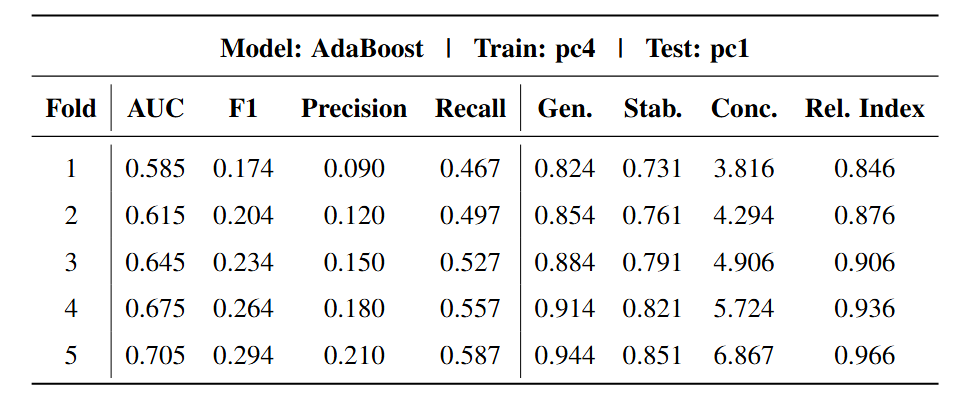 Model: AdaBoost | Train: pc4 | Test: pc1
Fold AUC F1 Precision Recall Gen. Stab. Conc. Rel. Index
1 0.585 0.174 0.090 0.467 0.824 0.731 3.816 0.846
2 0.615 0.204 0.120 0.497 0.854 0.761 4.294 0.876
3 0.645 0.234 0.150 0.527 0.884 0.791 4.906 0.906
4 0.675 0.264 0.180 0.557 0.914 0.821 5.724 0.936
5 0.705 0.294 0.210 0.587 0.944 0.851 6.867 0.966